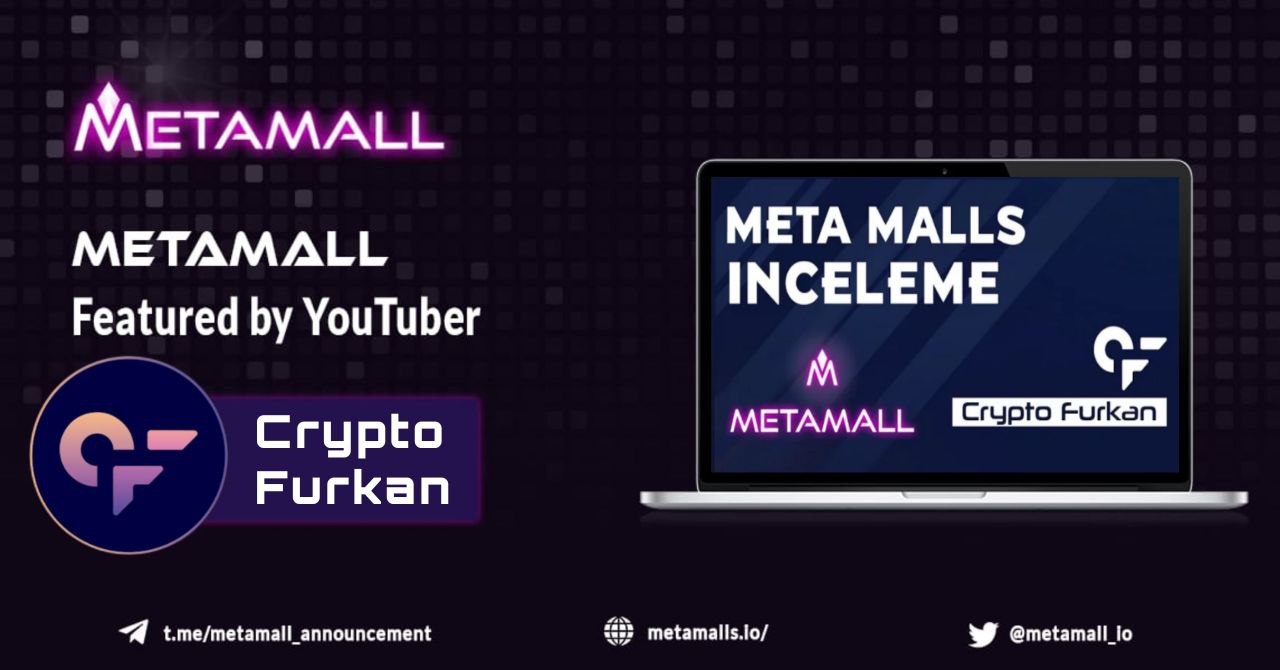 METAMALL
METAMALL
Featured by YouTuber
Crypto
Furkan
META MALLS
INCELEME
METAMALL
Crypto Furkan
t.me/metamall_announcement
metamalls.io/
@metamall_io